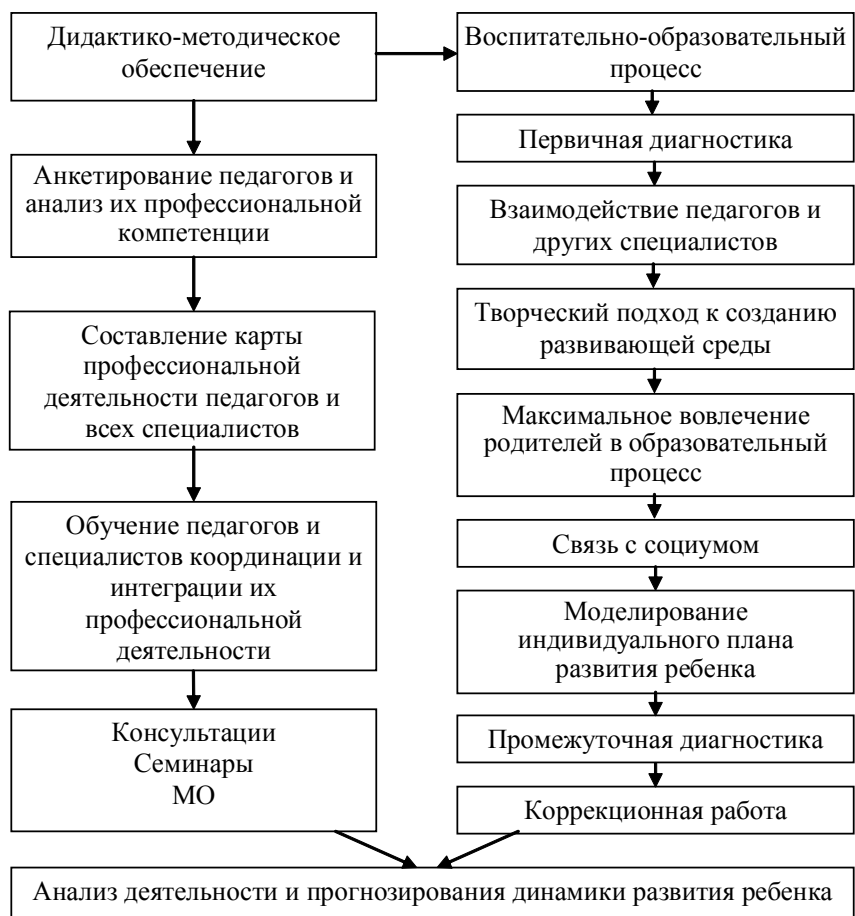 Дидактико-методическое
обеспечение
Анкетирование педагогов и
анализ их профессиональной
компетенции
Составление карты
профессиональной
деятельности педагогов и
всех специалистов
Обучение педагогов и
специалистов координации и
интеграции их
профессиональной
деятельности
Консультации
Семинары
МО
Воспитательно-образовательный
процесс
Первичная диагностика
Взаимодействие педагогов и
других специалистов
Творческий подход к созданию
развивающей среды
Максимальное вовлечение
родителей в образовательный
процесс
Связь с социумом
Моделирование
индивидуального плана
развития ребенка
Промежуточная диагностика
Коррекционная работа
Анализ деятельности и прогнозирования динамики развития ребенка